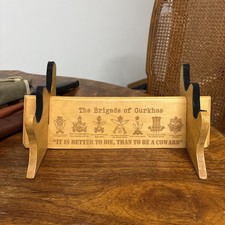 The Brigade of Gurkhas
"IT IS BETTER TO DIE, THAN TO BE A COWARD"